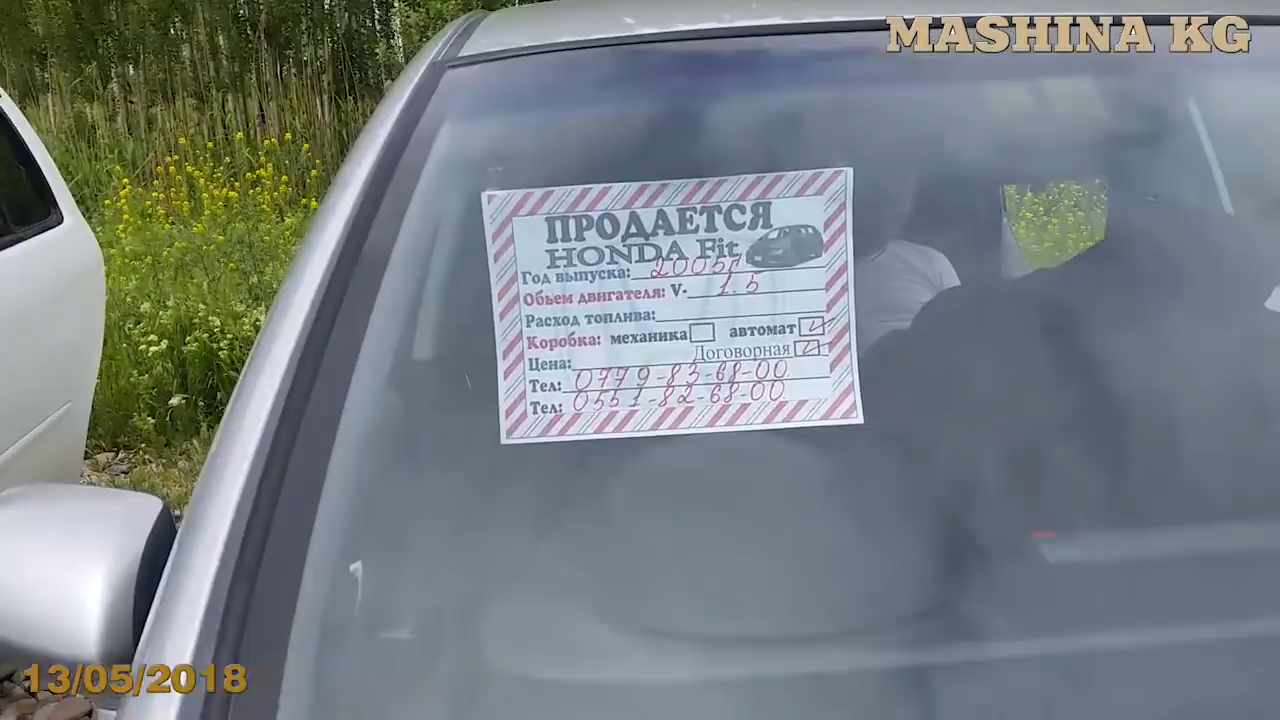 MASHINA KG
ПРОДАЕТСЯ
HONDA Fit
Год выпуска: 2005г
Обьем двигателя: V- 1.5
Расход топлива:
Коробка: механика автомат
Договорная
Цена:
Тел: 0779-83-68-00
Тел: 0551-82-68-00
13/05/2018